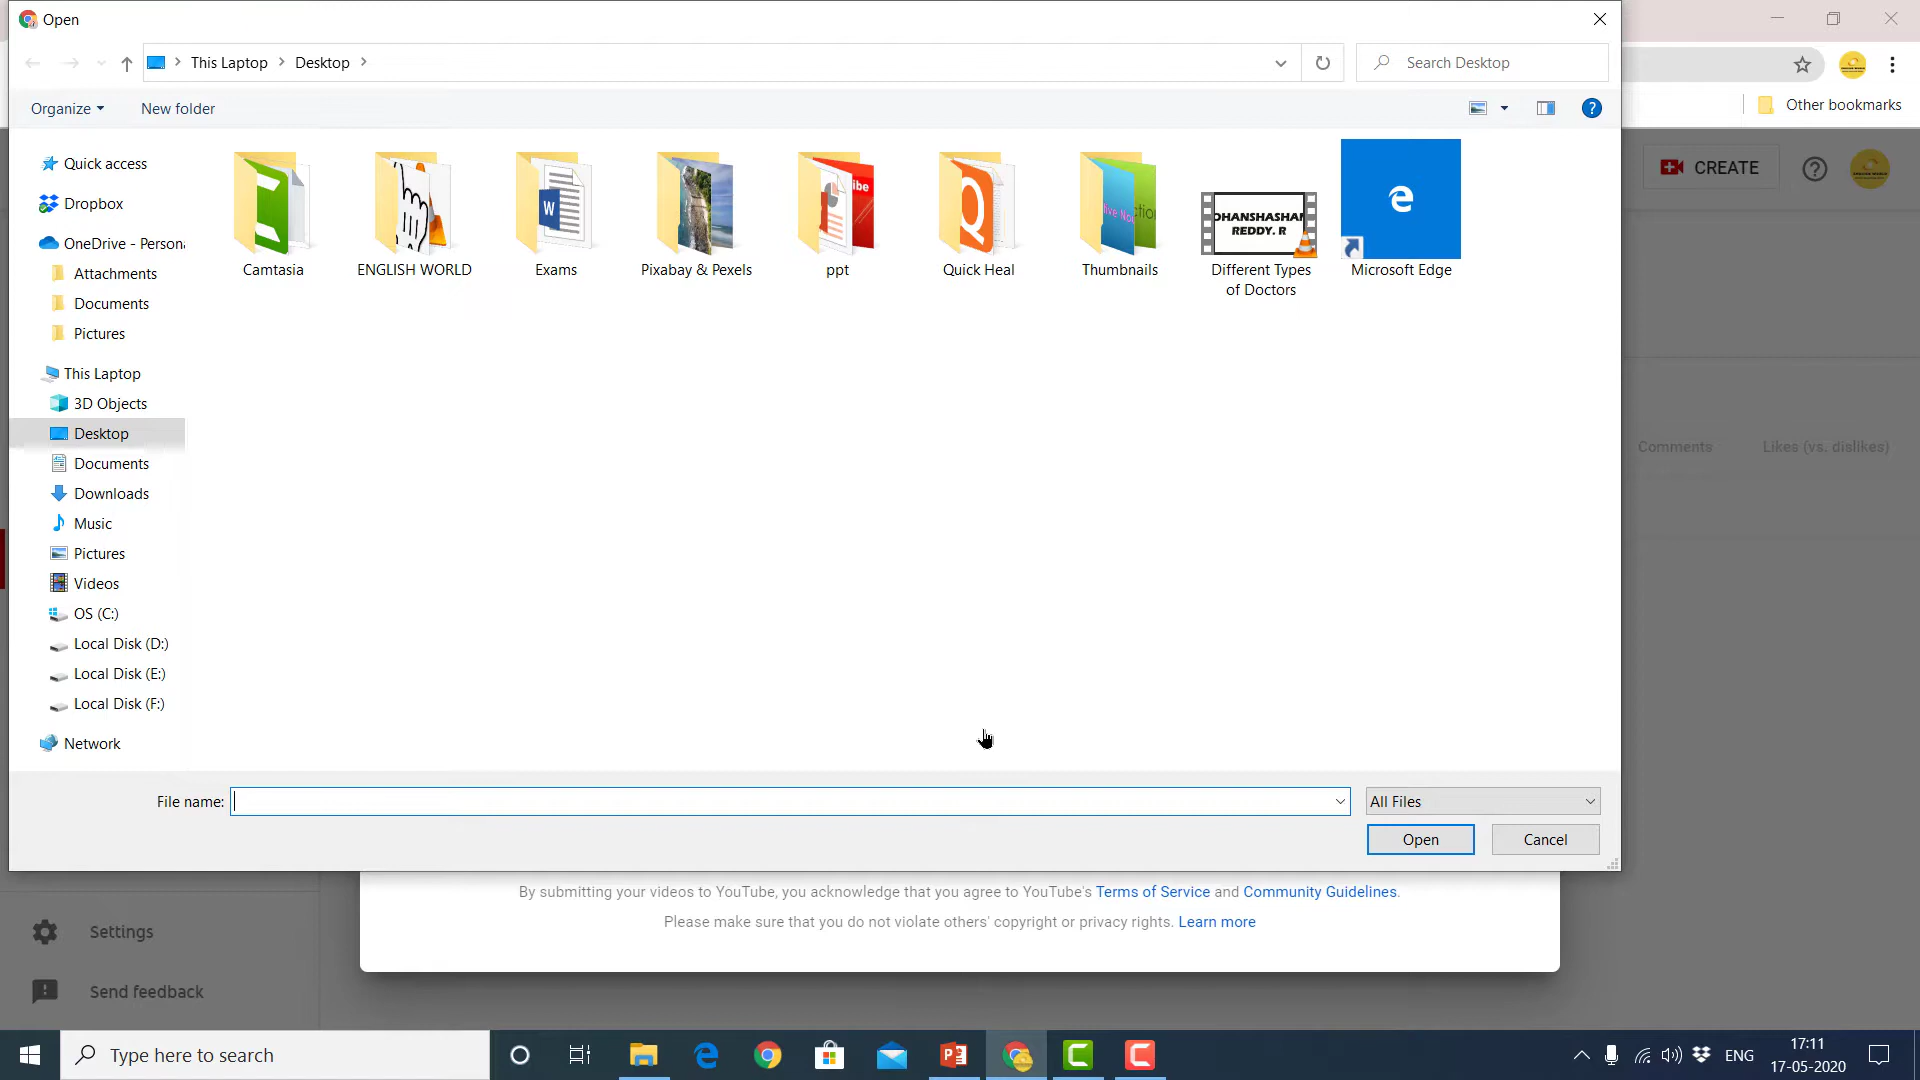 Open
This Laptop
Desktop
Search Desktop
Other bookmarks
Organize
New folder
CREATE
Quick access
Dropbox
OneDrive - Persona
Attachments
Documents
Pictures
This Laptop
3D Objects
Desktop
Documents
Downloads
Music
Pictures
Videos
OS (C:)
Local Disk (D:)
Local Disk (E:)
Local Disk (F:)
Network
Camtasia
ENGLISH WORLD
Exams
Pixabay & Pexels
ppt
Quick Heal
Thumbnails
DHANSHASHAR
REDDY. R
Different Types
of Doctors
Microsoft Edge
Comments
Likes (vs. dislikes)
File name:
All Files
Open
Cancel
By submitting your videos to YouTube, you acknowledge that you agree to YouTube's Terms of Service and Community Guidelines.
Please make sure that you do not violate others' copyright or privacy rights. Learn more
Settings
Send feedback
Type here to search
ENG
17:11
17-05-2020